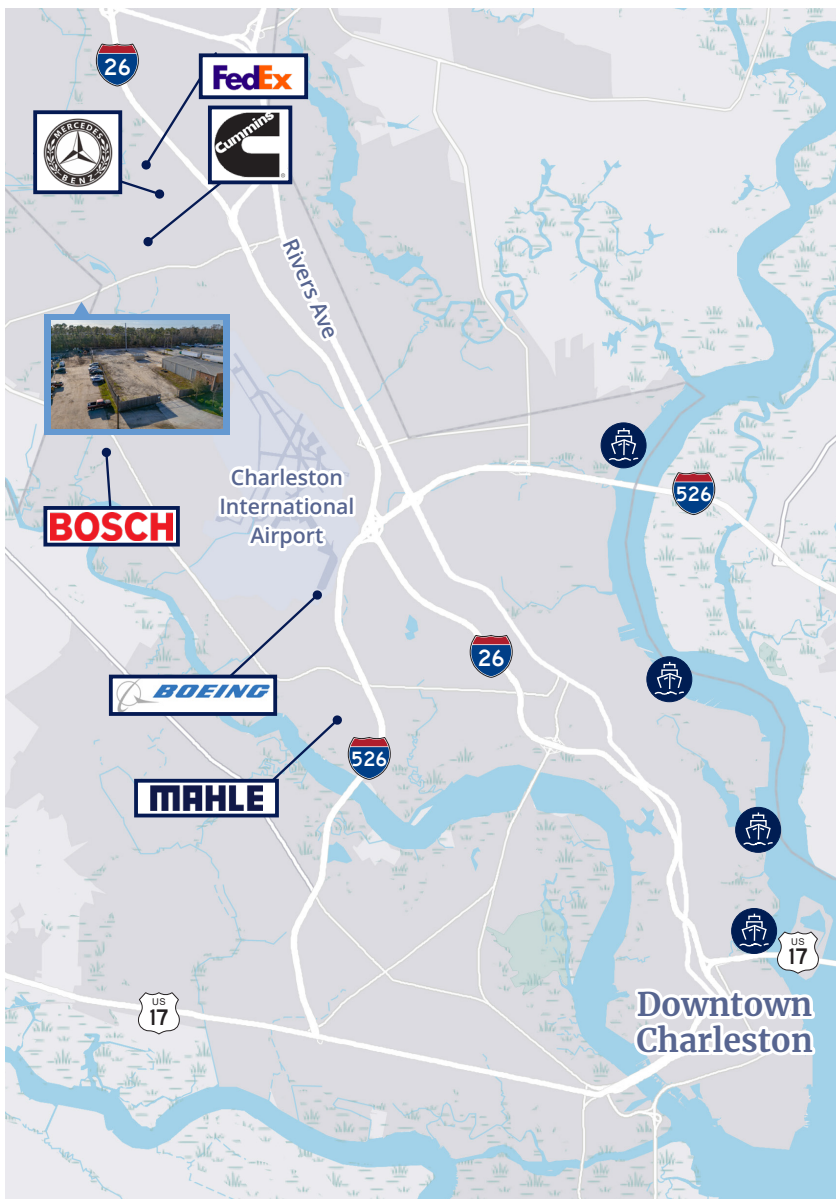 26
FedEx
MERCEDES
BENZ
Cummins
Rivers Ave
Charleston
International
Airport
526
BOSCH
26
BOEING
526
MAHLE
US
17
US
17
Downtown
Charleston